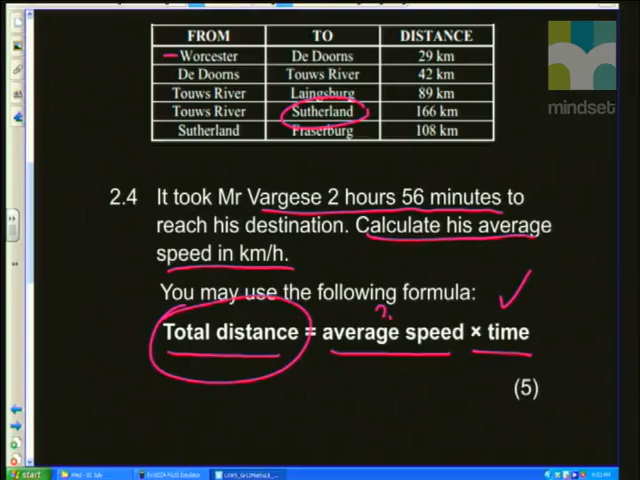 FROM TO DISTANCE
Worcester De Doorns 29 km
De Doorns Touws River 42 km
Touws River Laingsburg 89 km
Touws River Sutherland 166 km
Sutherland Fraserburg 108 km
mindset
2.4 It took Mr Vargese 2 hours 56 minutes to
reach his destination. Calculate his average
speed in km/h.
You may use the following formula:
?
Total distance = average speed × time
(5)
start
4:03 PM